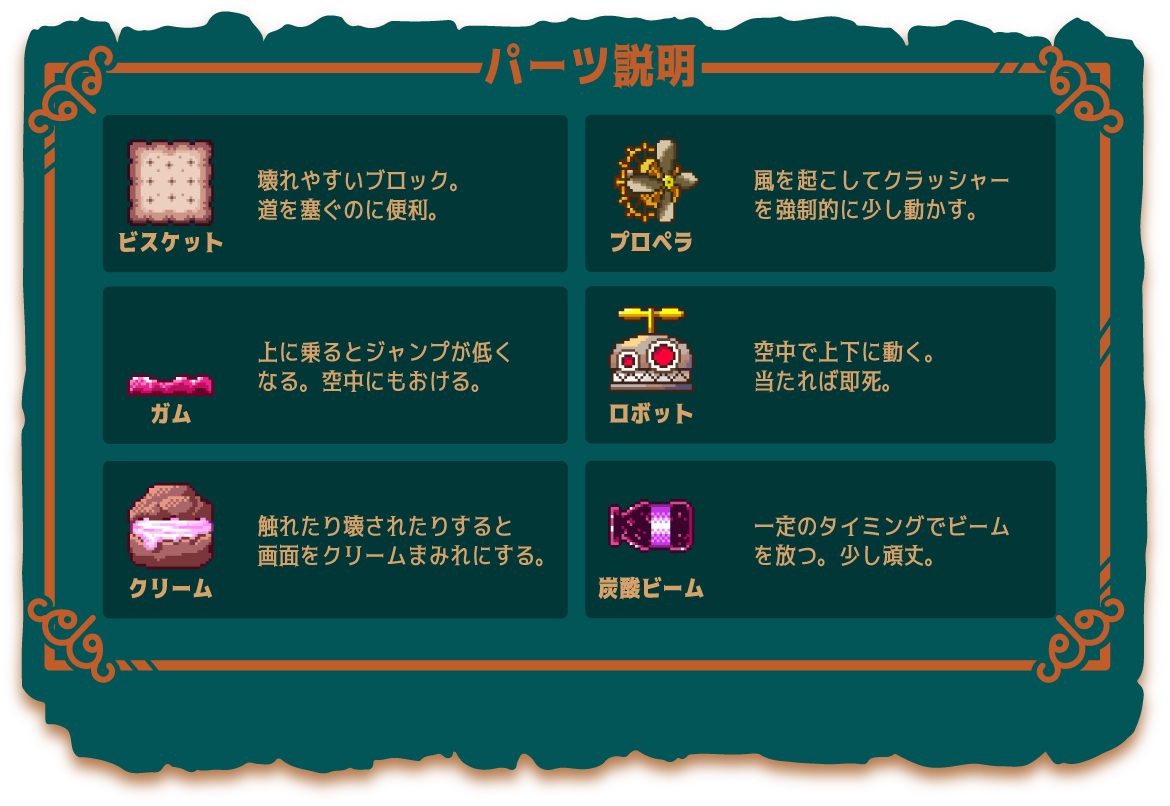 パーツ説明
壊れやすいブロック。
道を塞ぐのに便利。
ビスケット
風を起こしてクラッシャー
を強制的に少し動かす。
プロペラ
上に乗るとジャンプが低く
なる。空中にもおける。
ガム
空中で上下に動く。
当たれば即死。
ロボット
触れたり壊されたりすると
画面をクリームまみれにする。
クリーム
一定のタイミングでビーム
を放つ。少し頑丈。
炭酸ビーム